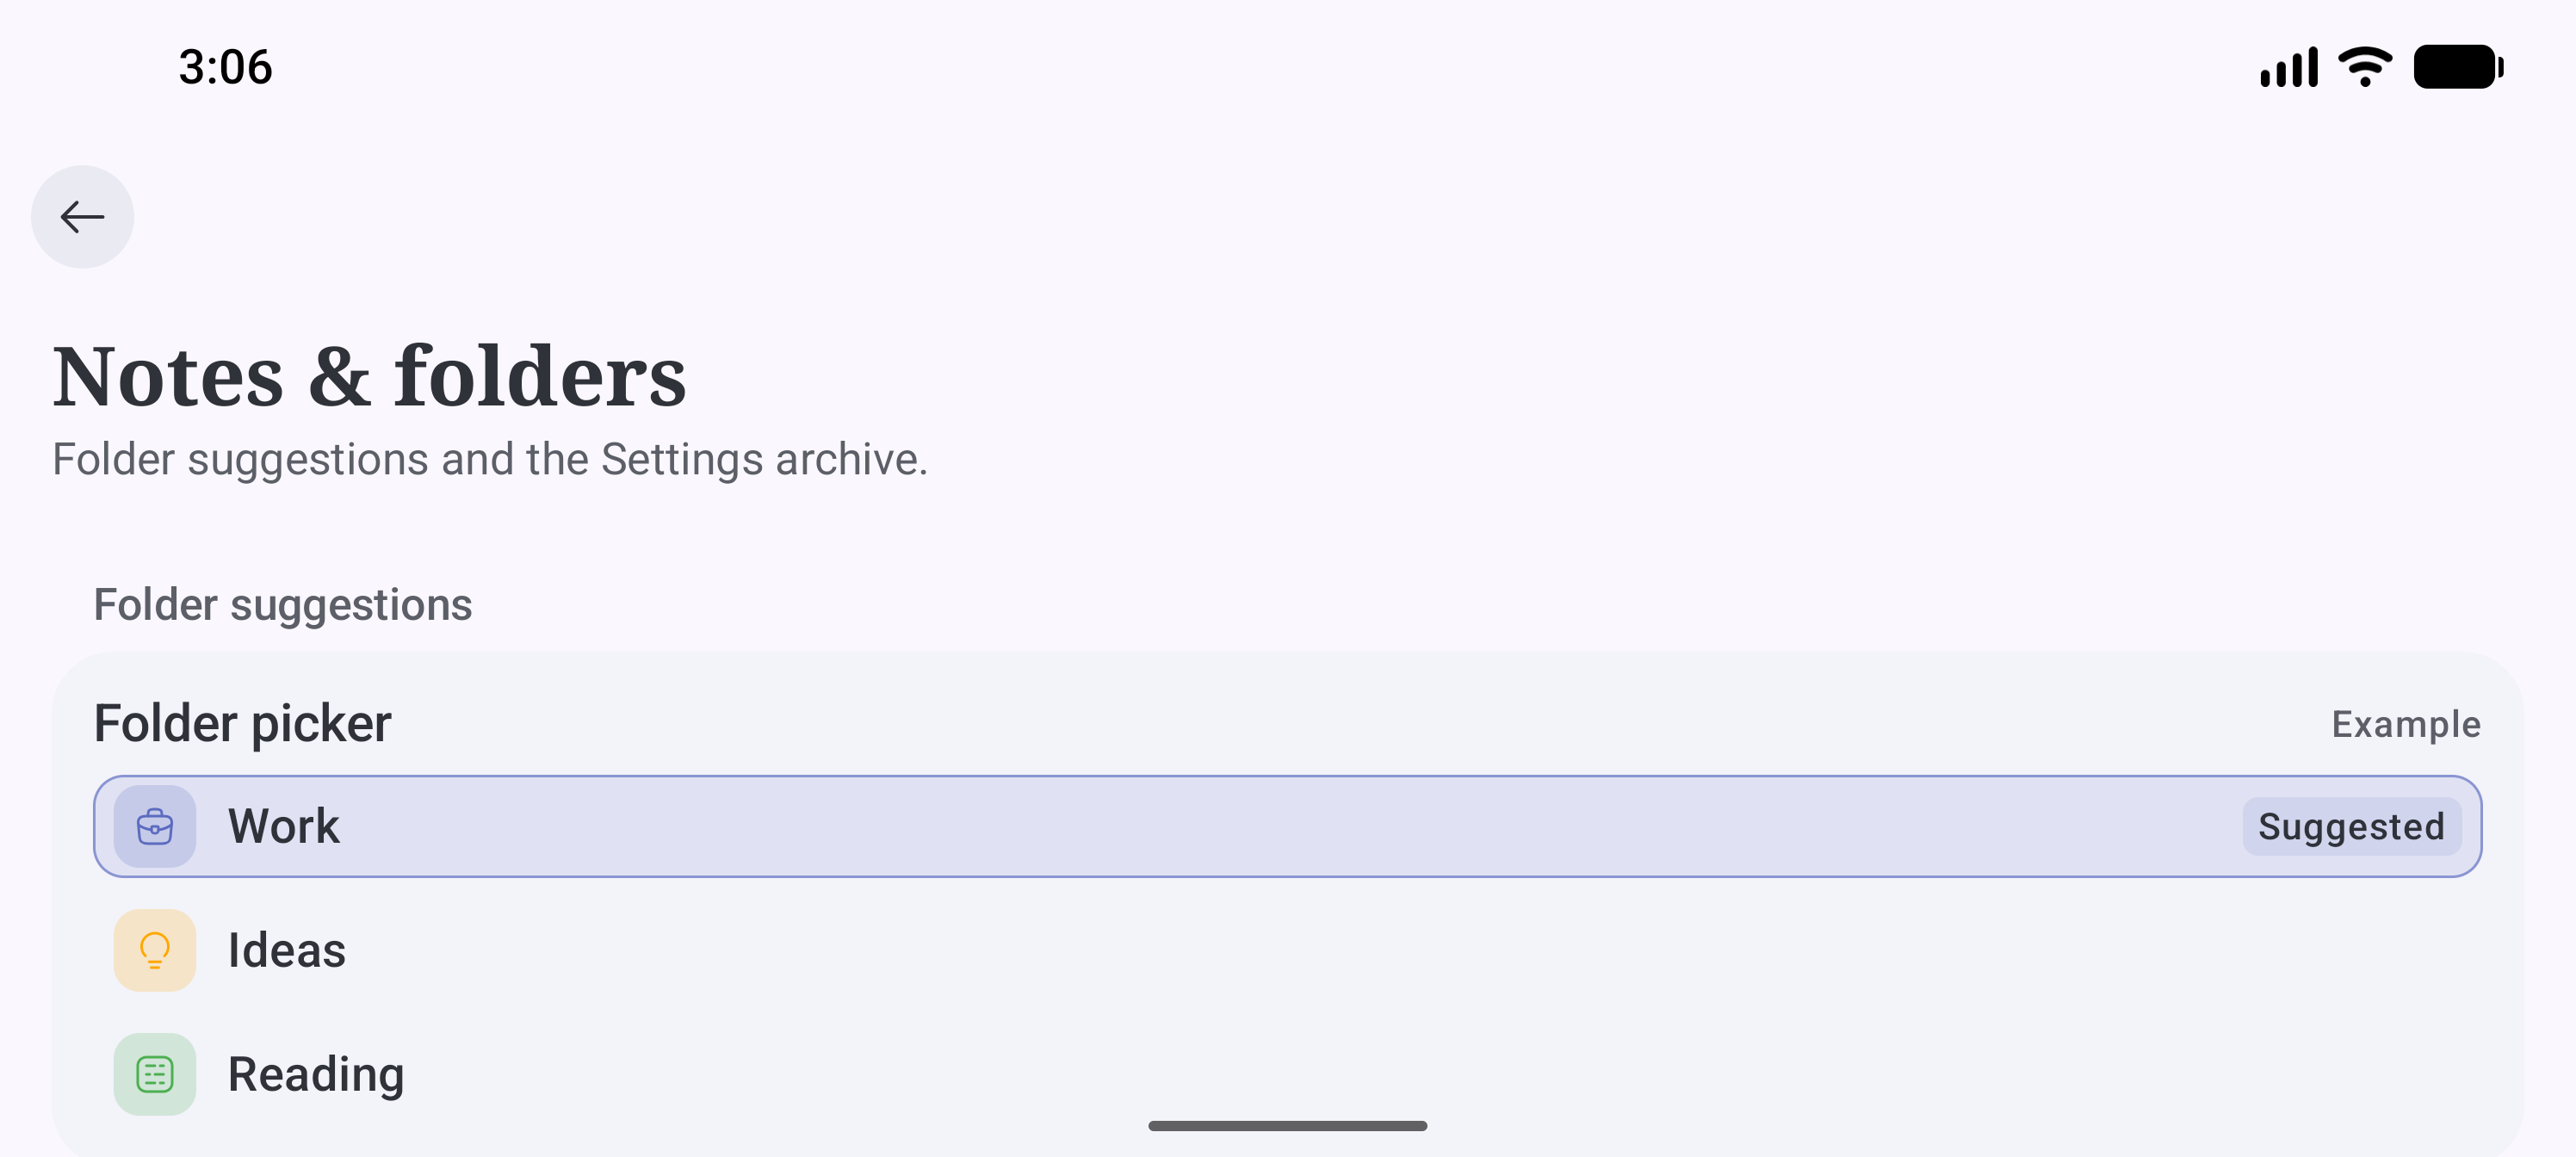 3:06
Notes & folders
Folder suggestions and the Settings archive.
Folder suggestions
Folder picker
Example
Work
Suggested
Ideas
Reading